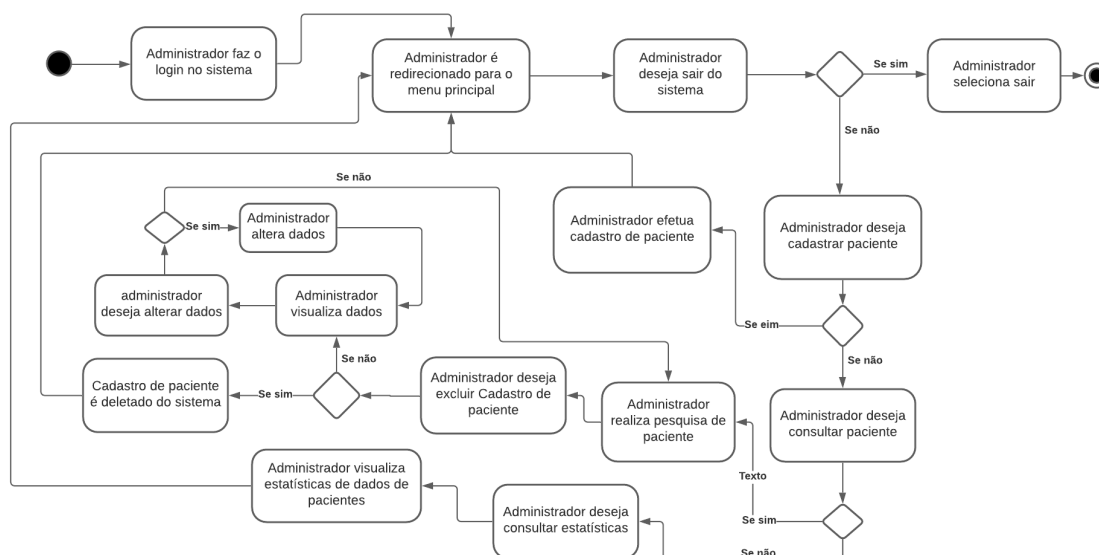 Administrador faz o
login no sistema
Administrador é
redirecionado para o
menu principal
Administrador
deseja sair do
sistema
Se sim
Administrador
seleciona sair
Se não
Se não
Administrador
altera dados
Se sim
Administrador efetua
cadastro de paciente
Administrador deseja
cadastrar paciente
administrador
deseja alterar dados
Administrador
visualiza dados
Se eim
Se não
Se não
Cadastro de paciente
é deletado do sistema
Se sim
Administrador deseja
excluir Cadastro de
paciente
Administrador
realiza pesquisa de
paciente
Administrador deseja
consultar paciente
Administrador visualiza
estatísticas de dados de
pacientes
Texto
Administrador deseja
consultar estatísticas
Se sim
Se não